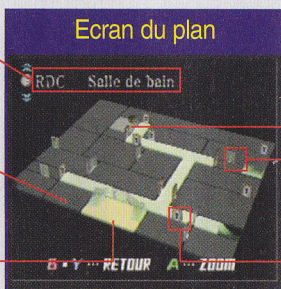 Ecran du plan
RDC Salle de bain
B • Y ... RETOUR A ... ZOOM